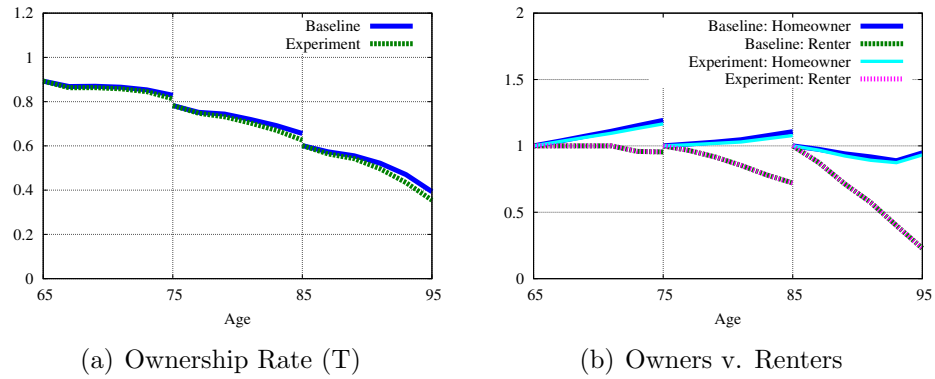 1.2
1
0.8
0.6
0.4
0.2
0
65
75
85
95
Age
Baseline
Experiment
(a) Ownership Rate (T)
2
1.5
1
0.5
0
65
75
85
95
Age
Baseline: Homeowner
Baseline: Renter
Experiment: Homeowner
Experiment: Renter
(b) Owners v. Renters